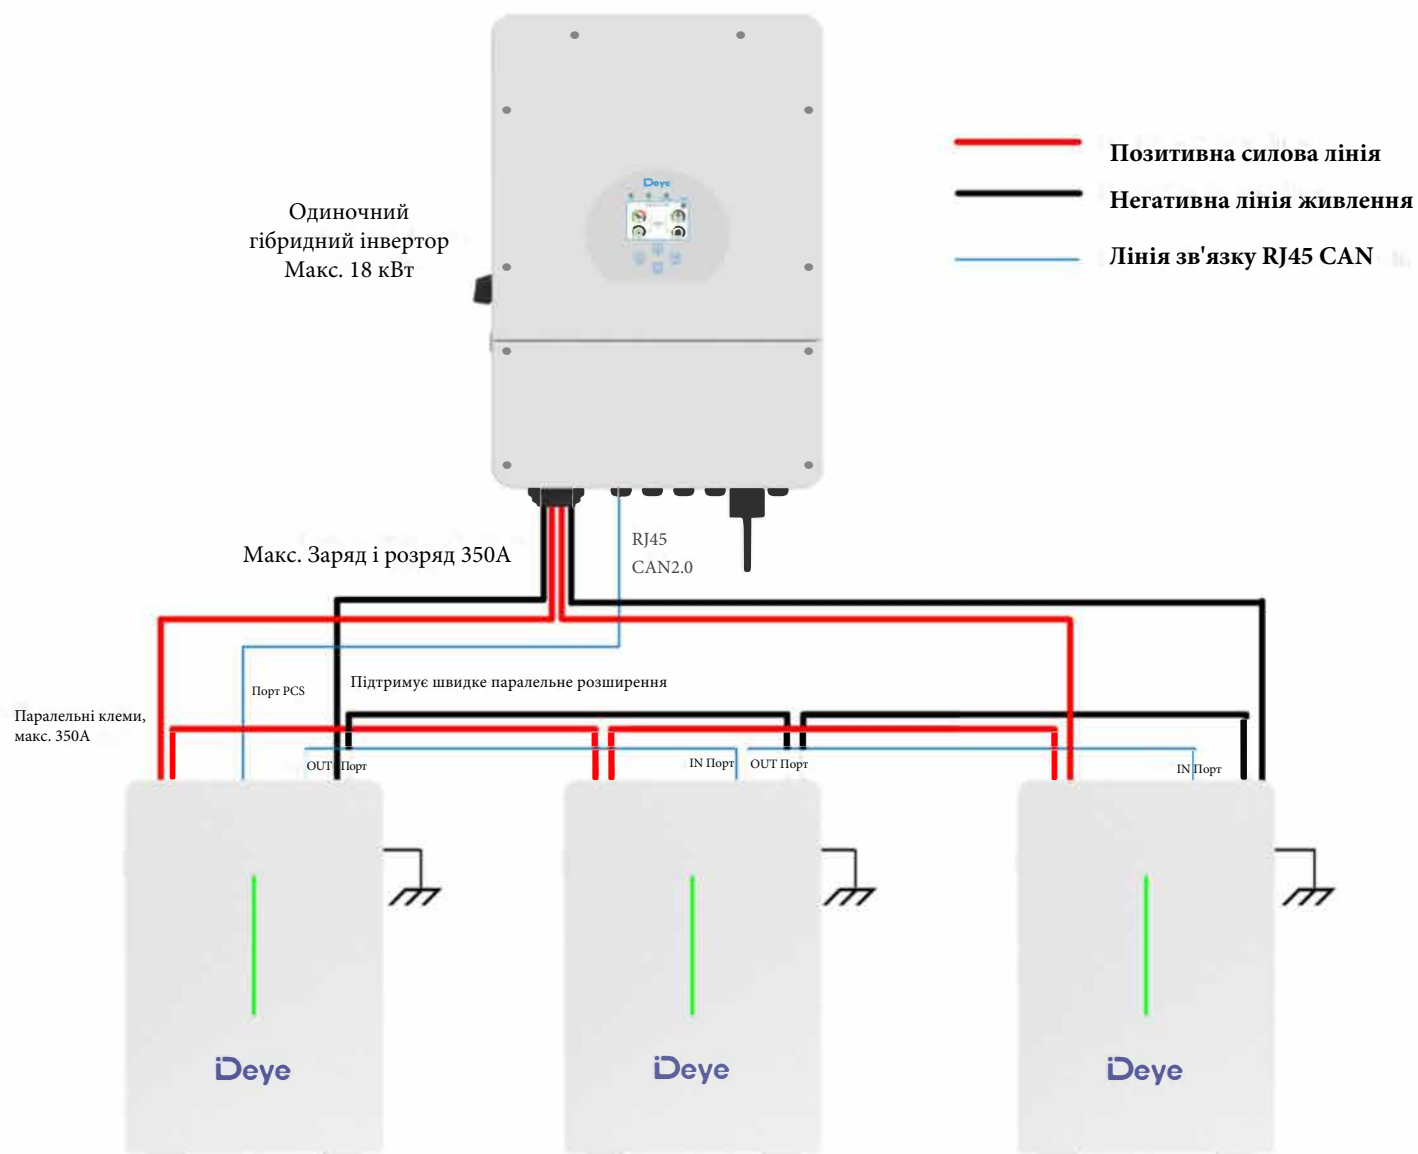 Deye
Одиночний
гібридний інвертор
Макс. 18 кВт
Позитивна силова лінія
Негативна лінія живлення
Лінія зв'язку RJ45 CAN
Макс. Заряд і розряд 350А
RJ45
CAN2.0
Порт PCS
Підтримує швидке паралельне розширення
Паралельні клеми,
макс. 350А
OUT Порт
IN Порт
OUT Порт
IN Порт
Deye
Deye
Deye